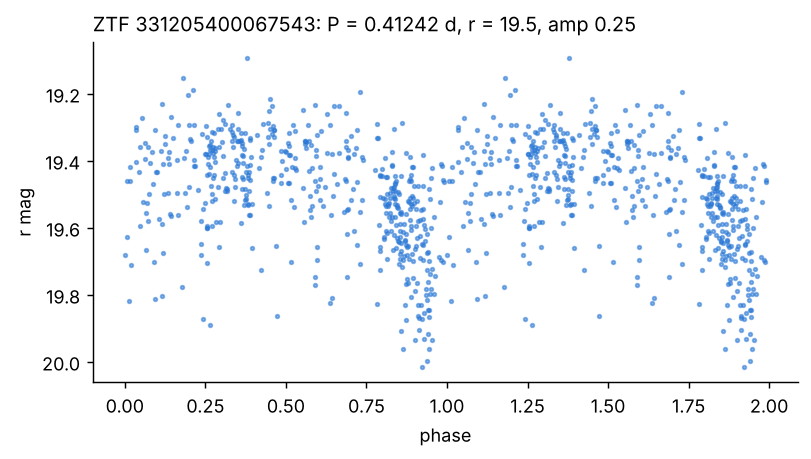 ZTF 331205400067543: P = 0.41242 d, r = 19.5, amp 0.25
19.2
19.4
19.6
19.8
20.0
r mag
0.00 0.25 0.50 0.75 1.00 1.25 1.50 1.75 2.00
phase